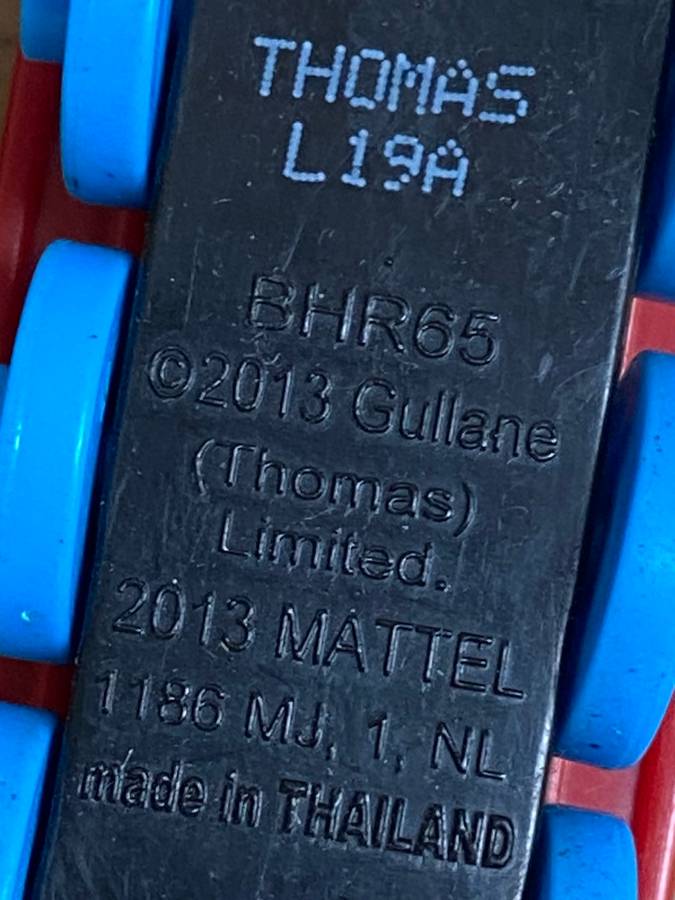 THOMAS
L19A
BHR65
©2013 Gullane
(Thomas)
Limited.
2013 MATTEL
1186 MJ, 1, NL
made in THAILAND